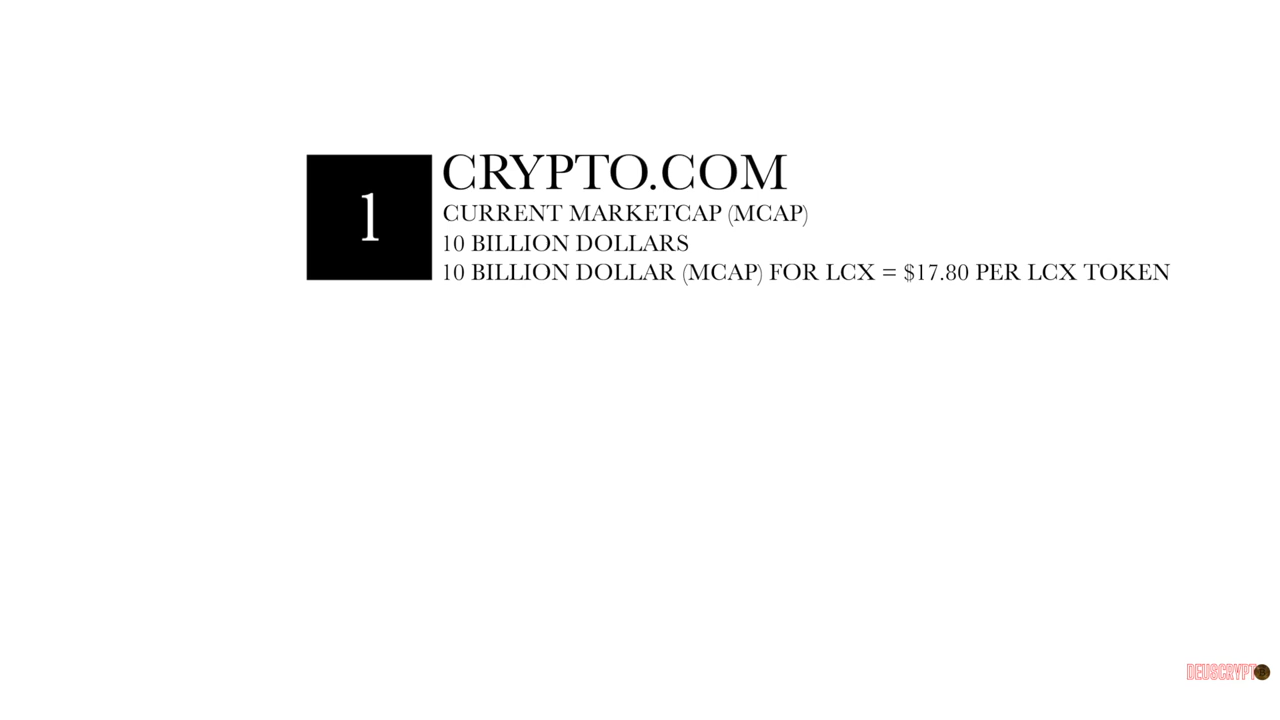 1
CRYPTO.COM
CURRENT MARKETCAP (MCAP)
10 BILLION DOLLARS
10 BILLION DOLLAR (MCAP) FOR LCX = $17.80 PER LCX TOKEN
DEUSCRYPT